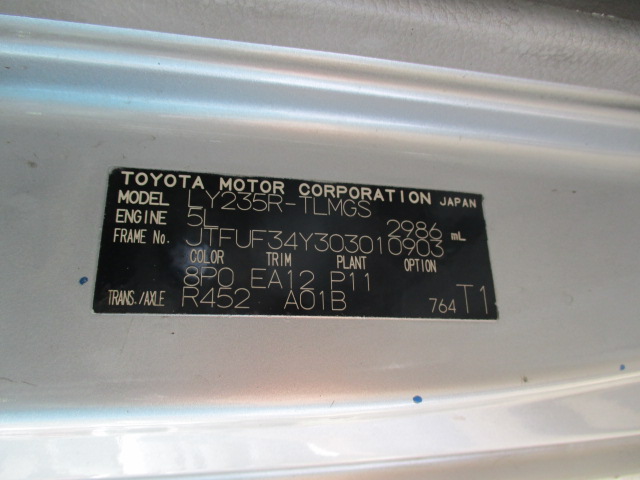 TOYOTA MOTOR CORPORATION JAPAN
MODEL LY235R-TLMGS
ENGINE 5L 2986 mL
FRAME No. JTFUF34Y303010903
COLOR TRIM PLANT OPTION
8P0 EA12 P11
TRANS./AXLE R452 A01B 764 T1